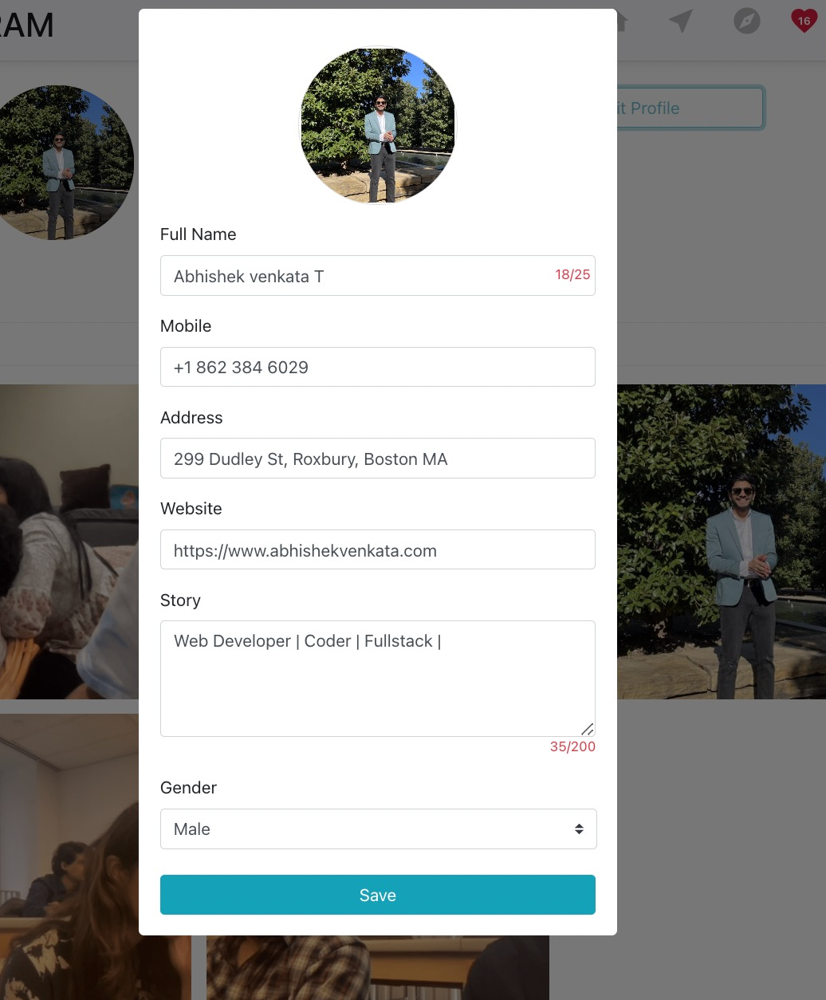 RAM
16
it Profile
Full Name
Abhishek venkata T
18/25
Mobile
+1 862 384 6029
Address
299 Dudley St, Roxbury, Boston MA
Website
https://www.abhishekvenkata.com
Story
Web Developer | Coder | Fullstack |
35/200
Gender
Male
Save